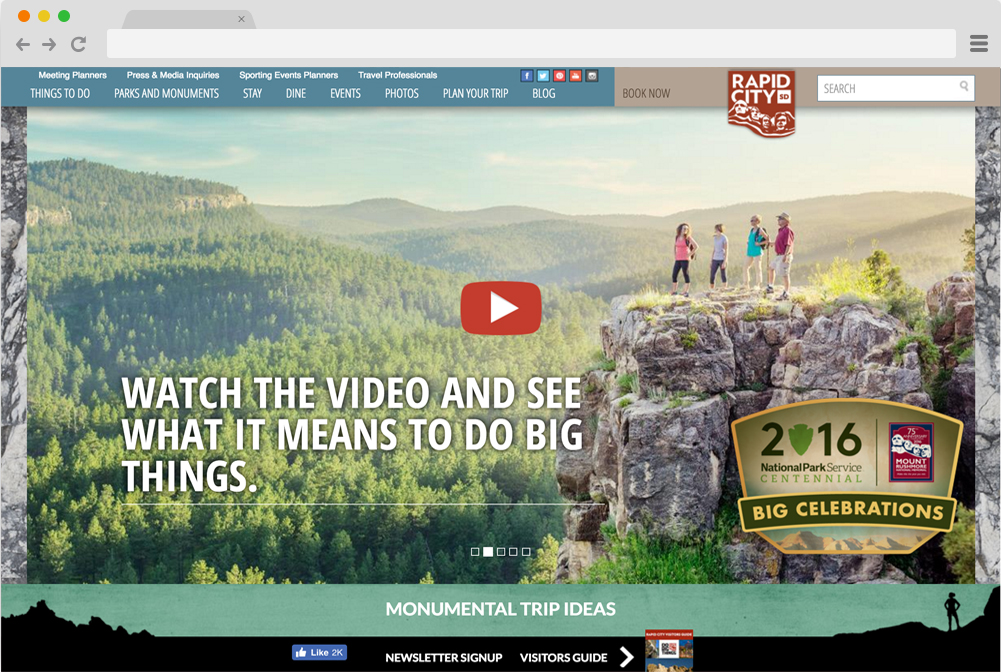 Meeting Planners Press & Media Inquiries Sporting Events Planners Travel Professionals
THINGS TO DO PARKS AND MONUMENTS STAY DINE EVENTS PHOTOS PLAN YOUR TRIP BLOG BOOK NOW
RAPID
CITY SD
SEARCH
WATCH THE VIDEO AND SEE
WHAT IT MEANS TO DO BIG
THINGS.
2016
National Park Service
CENTENNIAL
75TH
MOUNT
RUSHMORE
BIG CELEBRATIONS
MONUMENTAL TRIP IDEAS
Like 2K
NEWSLETTER SIGNUP VISITORS GUIDE
RAPID CITY VISITORS GUIDE